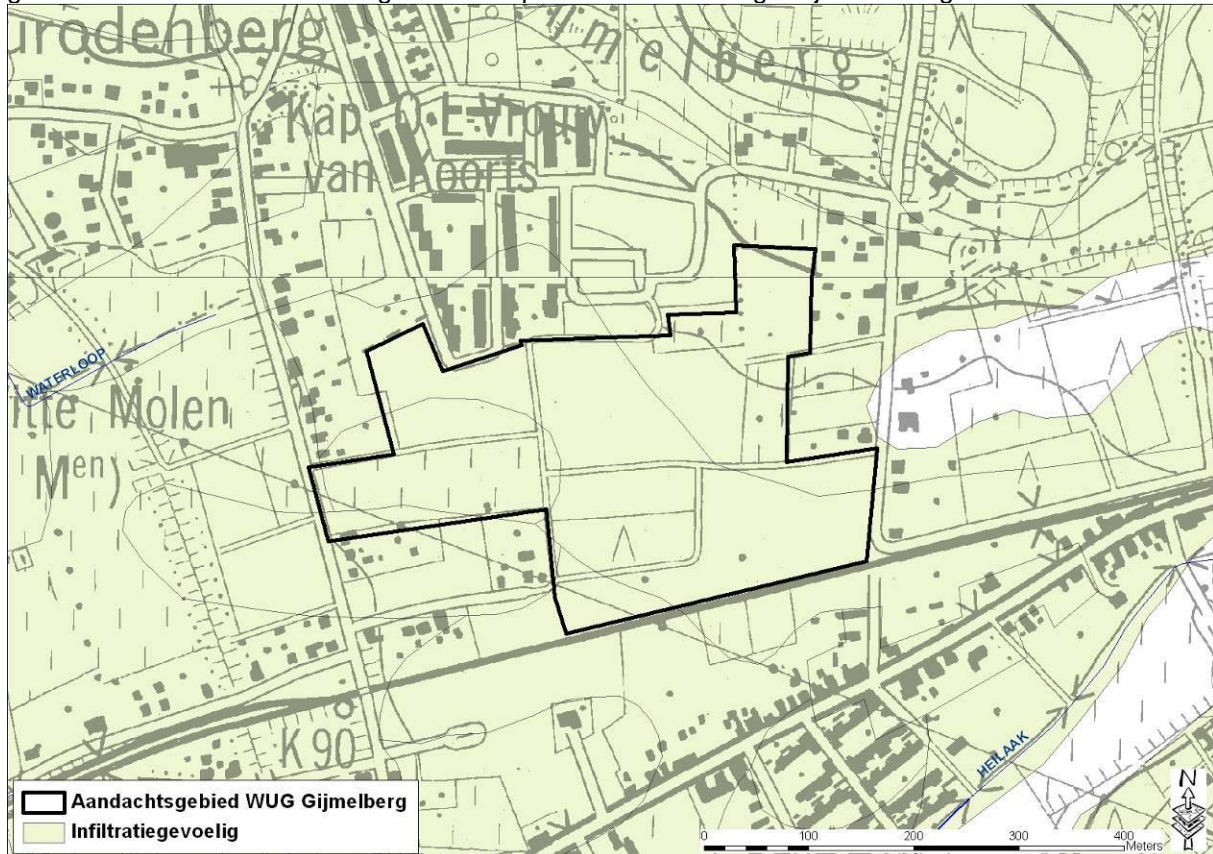 urodenberg
Kap O-L-Vrouw
van Koorts
lmelberg
WATERLOOP
itte Molen
Mᵉⁿ)
K 90
HEILAAK
Aandachtsgebied WUG Gijmelberg
Infiltratiegevoelig
N
0 100 200 300 400
Meters